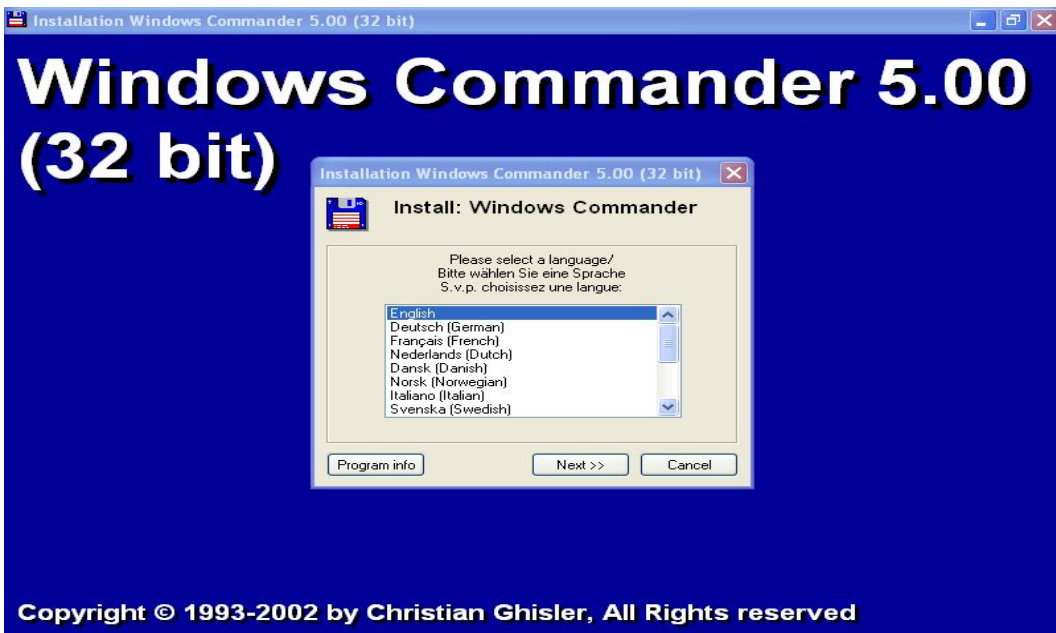 Installation Windows Commander 5.00 (32 bit)
Windows Commander 5.00
(32 bit)
Installation Windows Commander 5.00 (32 bit)
Install: Windows Commander
Please select a language/
Bitte wählen Sie eine Sprache
S.v.p. choisissez une langue:
English
Deutsch (German)
Français (French)
Nederlands (Dutch)
Dansk (Danish)
Norsk (Norwegian)
Italiano (Italian)
Svenska (Swedish)
Program info
Next >>
Cancel
Copyright © 1993-2002 by Christian Ghisler, All Rights reserved